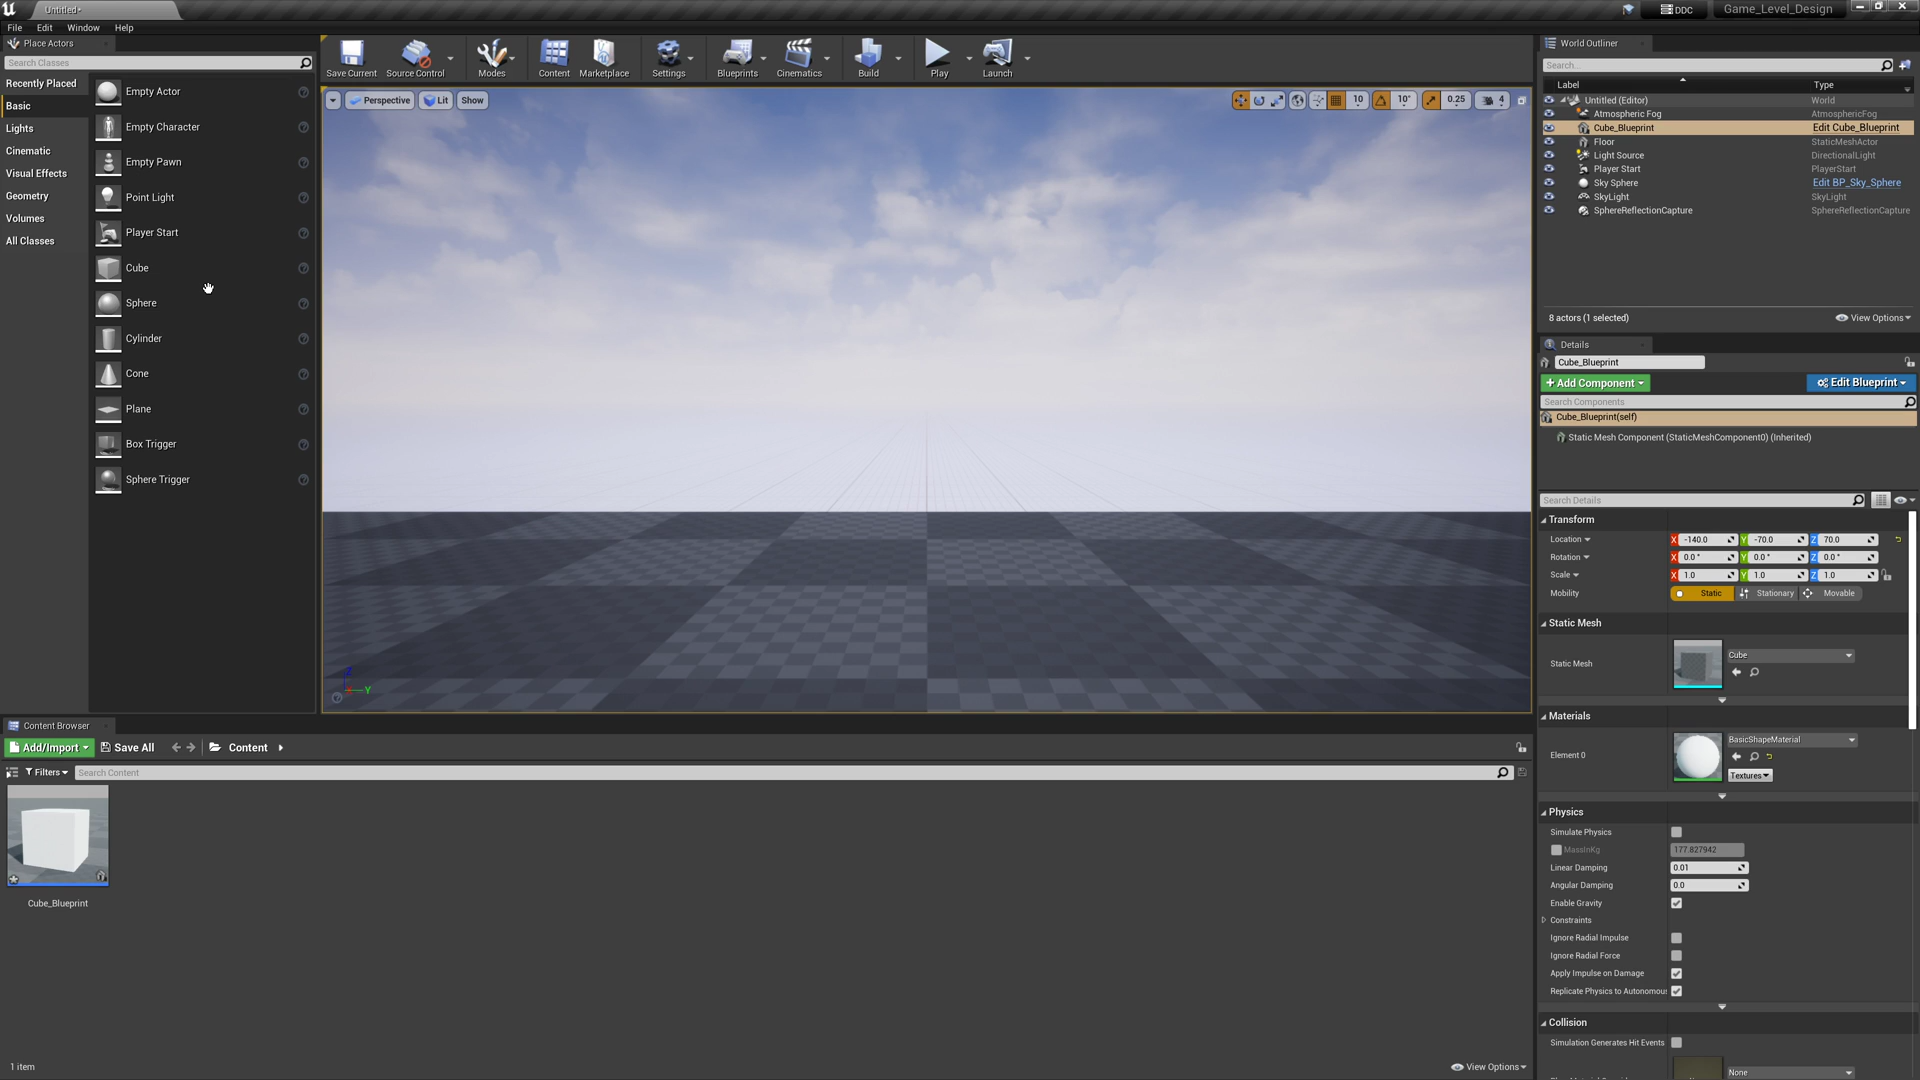 Untitled*
DDC
Game_Level_Design
File Edit Window Help
Place Actors
Search Classes
Recently Placed
Basic
Lights
Cinematic
Visual Effects
Geometry
Volumes
All Classes
Empty Actor
Empty Character
Empty Pawn
Point Light
Player Start
Cube
Sphere
Cylinder
Cone
Plane
Box Trigger
Sphere Trigger
Save Current Source Control Modes Content Marketplace Settings Blueprints Cinematics Build Play Launch
Perspective Lit Show
10 10° 0.25 4
Z
Y
World Outliner
Search...
Label Type
Untitled (Editor) World
Atmospheric Fog AtmosphericFog
Cube_Blueprint Edit Cube_Blueprint
Floor StaticMeshActor
Light Source DirectionalLight
Player Start PlayerStart
Sky Sphere Edit BP_Sky_Sphere
SkyLight SkyLight
SphereReflectionCapture SphereReflectionCapture
8 actors (1 selected) View Options
Details
Cube_Blueprint
+Add Component Edit Blueprint
Search Components
Cube_Blueprint(self)
Static Mesh Component (StaticMeshComponent0) (Inherited)
Search Details
Transform
Location X -140.0 Y -70.0 Z 70.0
Rotation X 0.0° Y 0.0° Z 0.0°
Scale X 1.0 Y 1.0 Z 1.0
Mobility Static Stationary Movable
Static Mesh
Static Mesh Cube
Materials
Element 0 BasicShapeMaterial
Textures
Physics
Simulate Physics
MassInKg 177.827942
Linear Damping 0.01
Angular Damping 0.0
Enable Gravity
Constraints
Ignore Radial Impulse
Ignore Radial Force
Apply Impulse on Damage
Replicate Physics to Autonomou
Collision
Simulation Generates Hit Events
None
Content Browser
Add/Import Save All Content
Filters Search Content
Cube_Blueprint
1 item View Options